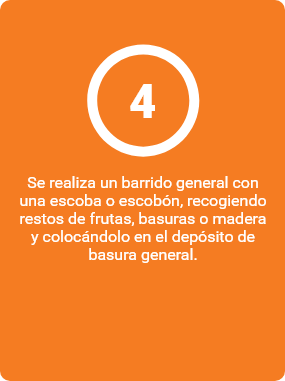 4
Se realiza un barrido general con
una escoba o escobón, recogiendo
restos de frutas, basuras o madera
y colocándolo en el depósito de
basura general.